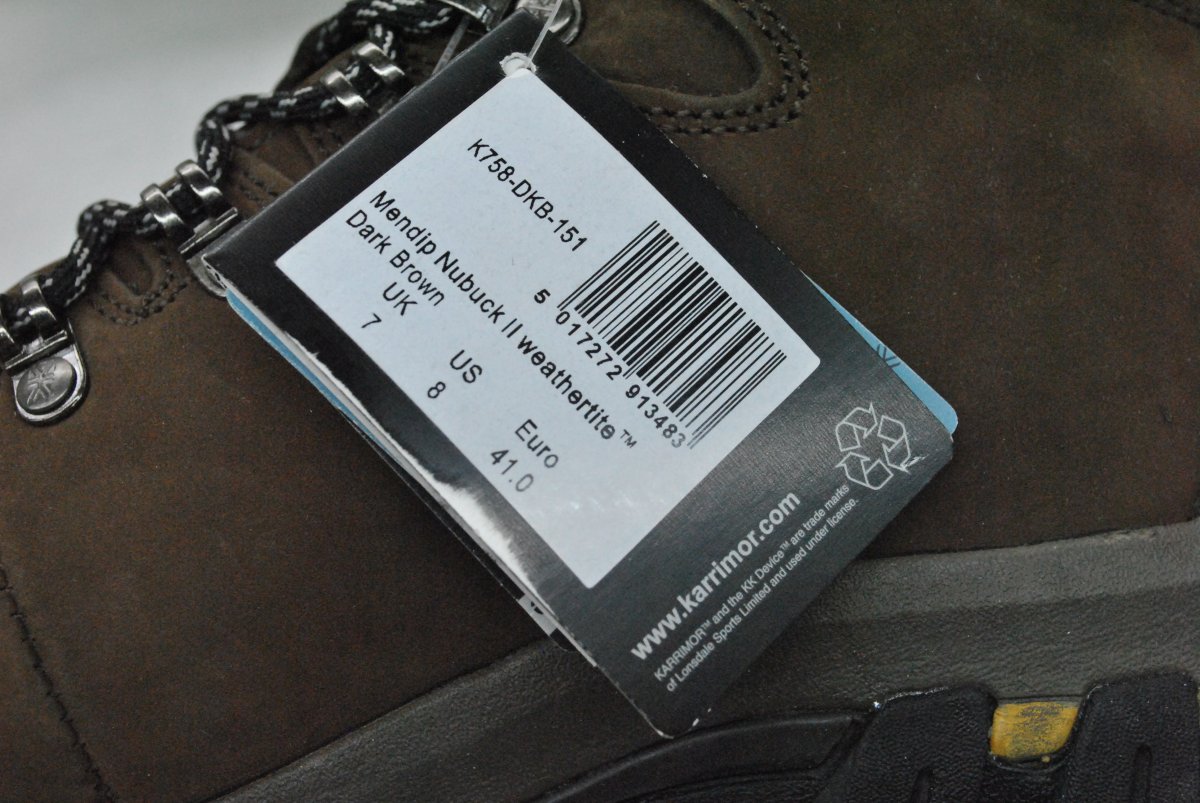 K758-DKB-151
5 017272 913483
Mendip Nubuck II weathertite™
Dark Brown
UK US Euro
7 8 41.0
www.karrimor.com
KARRIMOR™ and the KK Device™ are trade marks
of Lonsdale Sports Limited and used under license.